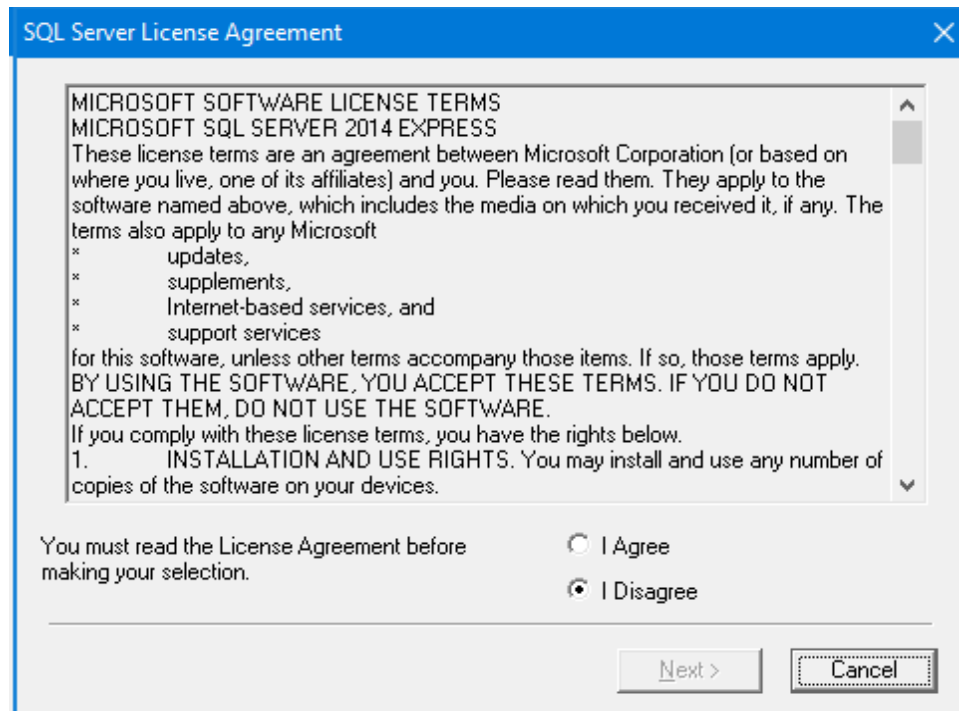 SQL Server License Agreement
MICROSOFT SOFTWARE LICENSE TERMS
MICROSOFT SQL SERVER 2014 EXPRESS
These license terms are an agreement between Microsoft Corporation (or based on
where you live, one of its affiliates) and you. Please read them. They apply to the
software named above, which includes the media on which you received it, if any. The
terms also apply to any Microsoft
* updates,
* supplements,
* Internet-based services, and
* support services
for this software, unless other terms accompany those items. If so, those terms apply.
BY USING THE SOFTWARE, YOU ACCEPT THESE TERMS. IF YOU DO NOT
ACCEPT THEM, DO NOT USE THE SOFTWARE.
If you comply with these license terms, you have the rights below.
1. INSTALLATION AND USE RIGHTS. You may install and use any number of
copies of the software on your devices.
You must read the License Agreement before
making your selection.
I Agree
I Disagree
Next >
Cancel